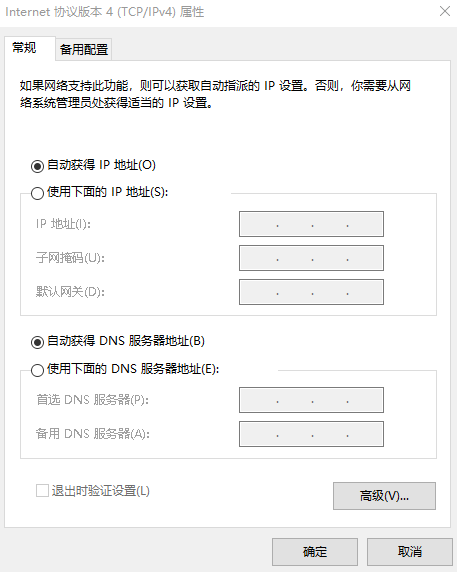 Internet 协议版本 4 (TCP/IPv4) 属性
常规
备用配置
如果网络支持此功能，则可以获取自动指派的 IP 设置。否则，你需要从网
络系统管理员处获得适当的 IP 设置。
自动获得 IP 地址(O)
使用下面的 IP 地址(S):
IP 地址(I):
子网掩码(U):
默认网关(D):
自动获得 DNS 服务器地址(B)
使用下面的 DNS 服务器地址(E):
首选 DNS 服务器(P):
备用 DNS 服务器(A):
退出时验证设置(L)
高级(V)...
确定
取消